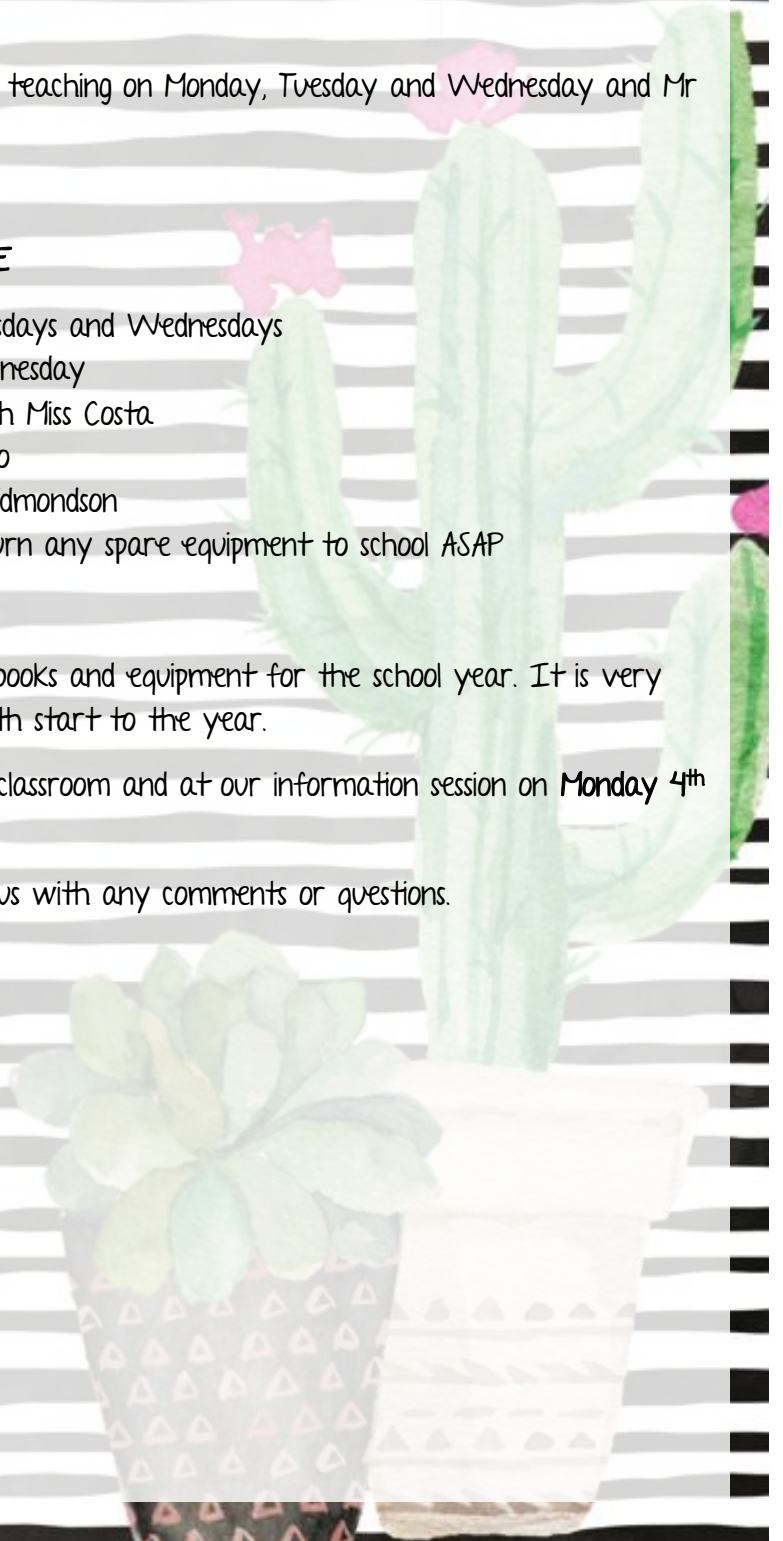 teaching on Monday, Tuesday and Wednesday and Mr
E
sdays and Wednesdays
nesday
h Miss Costa
o
dmondson
urn any spare equipment to school ASAP
books and equipment for the school year. It is very
th start to the year.
classroom and at our information session on Monday 4th
us with any comments or questions.